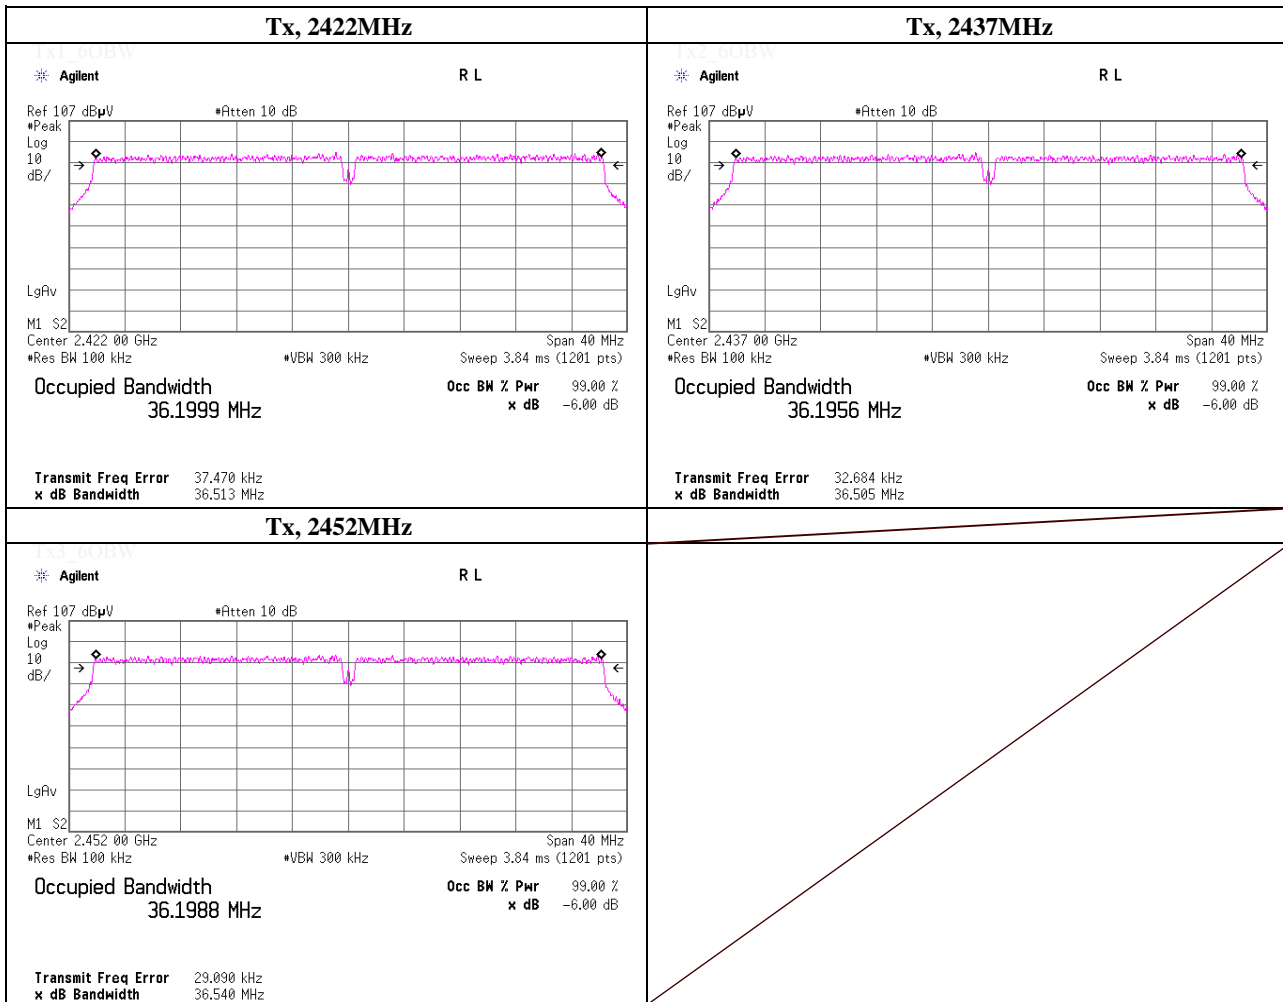 Tx, 2422MHz
Tx1_6OBW
Agilent R L
Ref 107 dBµV #Atten 10 dB
#Peak
Log
10
dB/
LgAv
M1 S2
Center 2.422 00 GHz Span 40 MHz
#Res BW 100 kHz #VBW 300 kHz Sweep 3.84 ms (1201 pts)
Occupied Bandwidth Occ BW % Pwr 99.00 %
36.1999 MHz x dB -6.00 dB
Transmit Freq Error 37.470 kHz
x dB Bandwidth 36.513 MHz
Tx, 2437MHz
Tx2_6OBW
Agilent R L
Ref 107 dBµV #Atten 10 dB
#Peak
Log
10
dB/
LgAv
M1 S2
Center 2.437 00 GHz Span 40 MHz
#Res BW 100 kHz #VBW 300 kHz Sweep 3.84 ms (1201 pts)
Occupied Bandwidth Occ BW % Pwr 99.00 %
36.1956 MHz x dB -6.00 dB
Transmit Freq Error 32.684 kHz
x dB Bandwidth 36.505 MHz
Tx, 2452MHz
Tx3_6OBW
Agilent R L
Ref 107 dBµV #Atten 10 dB
#Peak
Log
10
dB/
LgAv
M1 S2
Center 2.452 00 GHz Span 40 MHz
#Res BW 100 kHz #VBW 300 kHz Sweep 3.84 ms (1201 pts)
Occupied Bandwidth Occ BW % Pwr 99.00 %
36.1988 MHz x dB -6.00 dB
Transmit Freq Error 29.090 kHz
x dB Bandwidth 36.540 MHz